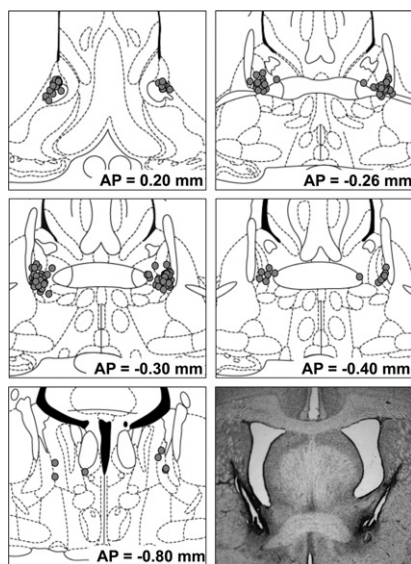 AP = 0.20 mm
AP = -0.26 mm
AP = -0.30 mm
AP = -0.40 mm
AP = -0.80 mm